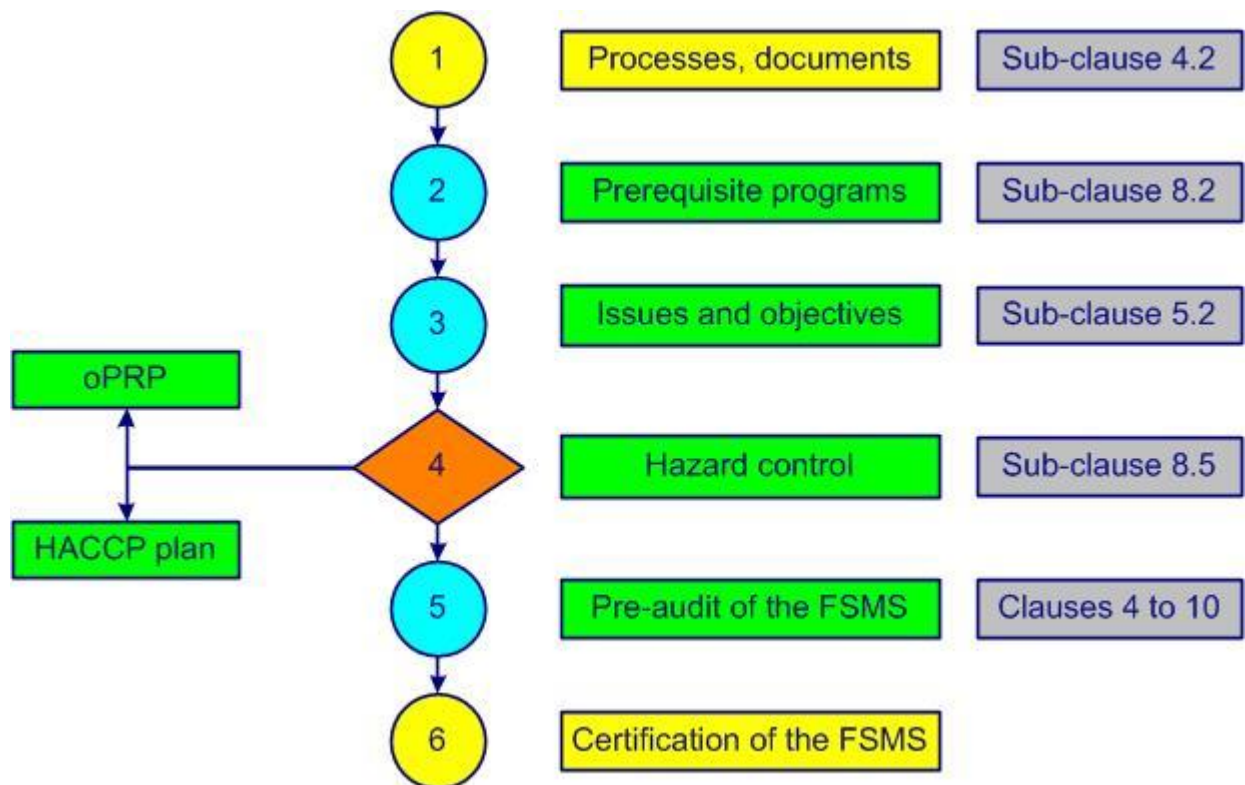 1
Processes, documents
Sub-clause 4.2
2
Prerequisite programs
Sub-clause 8.2
3
Issues and objectives
Sub-clause 5.2
oPRP
4
Hazard control
Sub-clause 8.5
HACCP plan
5
Pre-audit of the FSMS
Clauses 4 to 10
6
Certification of the FSMS